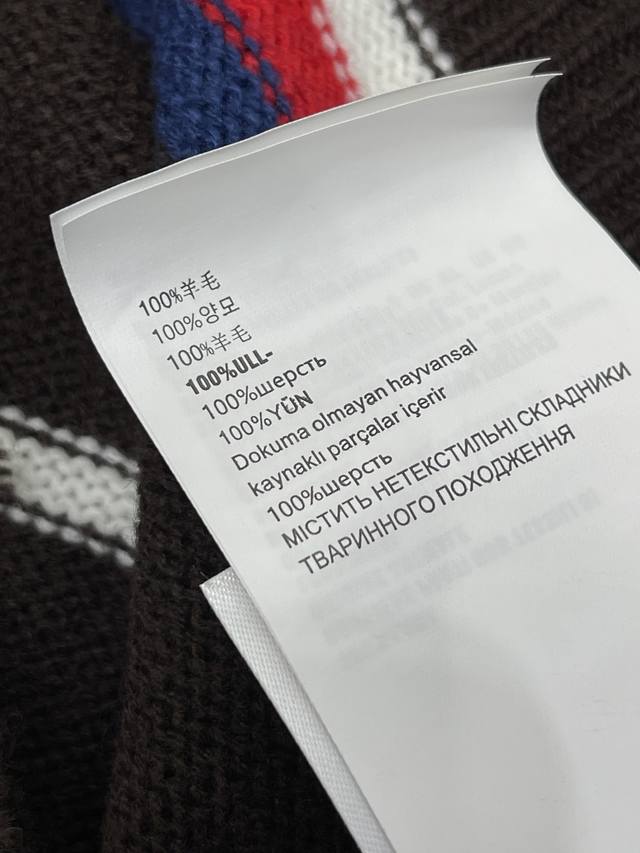 100%羊毛
100%양모
100%羊毛
100%ULL-
100%шерсть
100%YÜN
Dokuma olmayan hayvansal
kaynaklı parçalar içerir
100%шерсть
МІСТИТЬ НЕТЕКСТИЛЬНІ СКЛАДНИКИ
ТВАРИННОГО ПОХОДЖЕННЯ